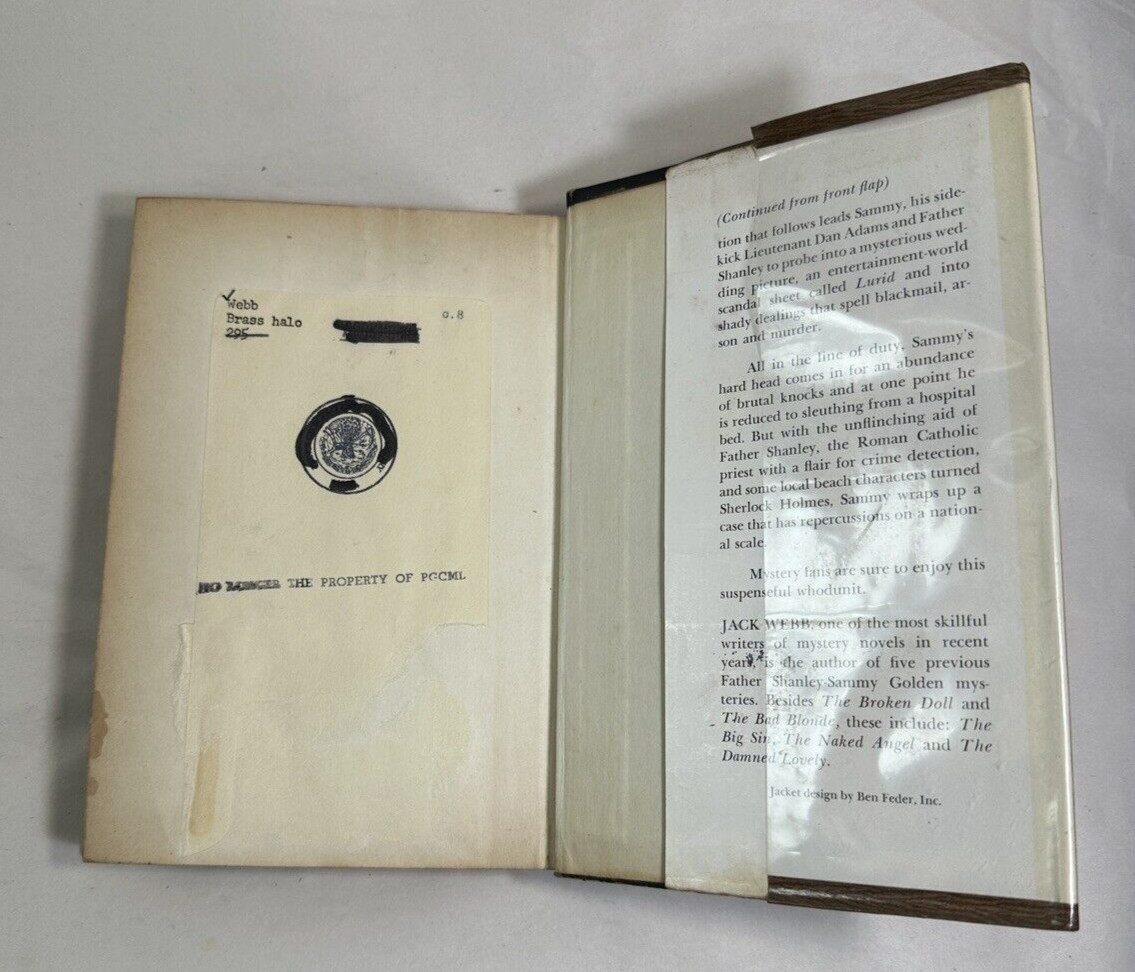 Webb
Brass halo
295
a.8
NO LONGER THE PROPERTY OF PGCML
(Continued from front flap)
tion that follows leads Sammy, his side-
kick Lieutenant Dan Adams and Father
Shanley to probe into a mysterious wed-
ding picture, an entertainment-world
scandal sheet called Lurid and into
shady dealings that spell blackmail, ar-
son and murder.
All in the line of duty, Sammy's
hard head comes in for an abundance
of brutal knocks and at one point he
is reduced to sleuthing from a hospital
bed. But with the unflinching aid of
Father Shanley, the Roman Catholic
priest with a flair for crime detection,
and some local beach characters turned
Sherlock Holmes, Sammy wraps up a
case that has repercussions on a nation-
al scale.
Mystery fans are sure to enjoy this
suspenseful whodunit.
JACK WEBB, one of the most skillful
writers of mystery novels in recent
years, is the author of five previous
Father Shanley-Sammy Golden mys-
teries. Besides The Broken Doll and
The Bad Blonde, these include: The
Big Sin, The Naked Angel and The
Damned Lovely.
Jacket design by Ben Feder, Inc.